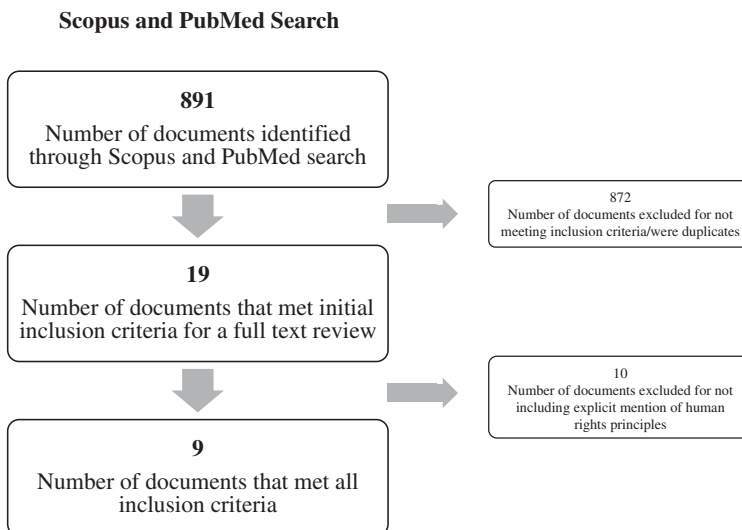 Scopus and PubMed Search
891
Number of documents identified
through Scopus and PubMed search
872
Number of documents excluded for not
meeting inclusion criteria/were duplicates
19
Number of documents that met initial
inclusion criteria for a full text review
10
Number of documents excluded for not
including explicit mention of human
rights principles
9
Number of documents that met all
inclusion criteria